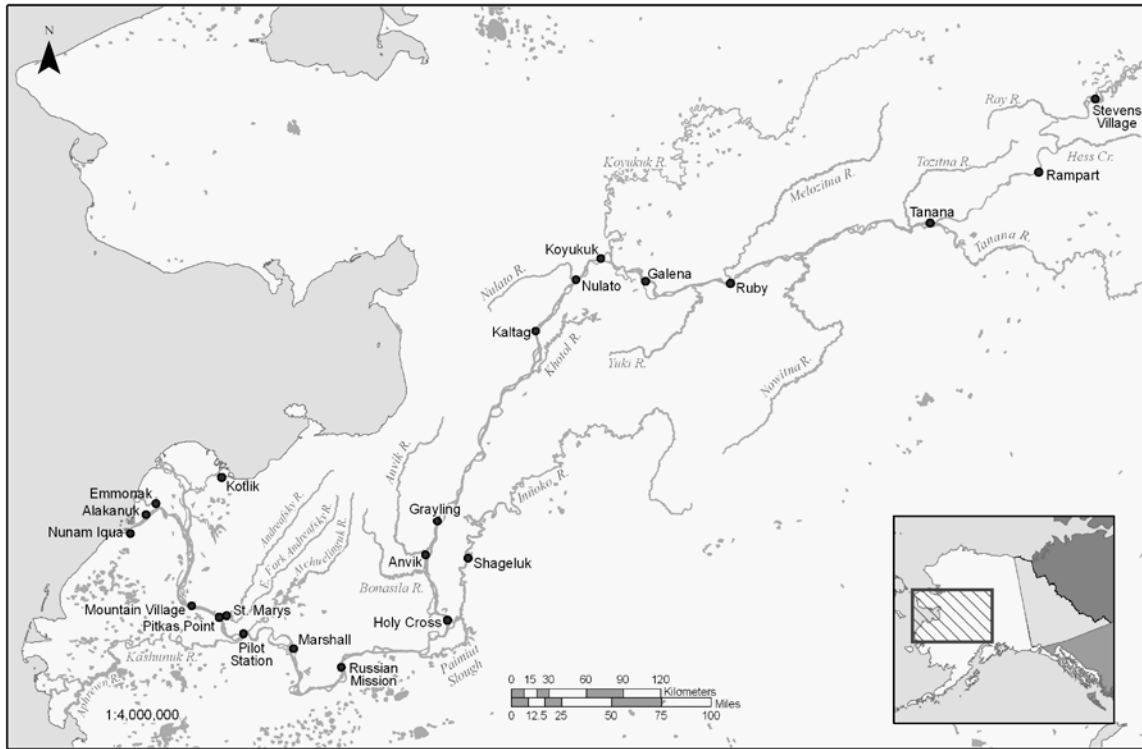 N
Ray R.
Stevens
Village
Hess Cr.
Koyukuk R.
Tozitna R.
Rampart
Melozitna R.
Tanana
Tanana R.
Koyukuk
Nulato R.
Galena
Nulato
Ruby
Kaltag
Khotol R.
Yuki R.
Nowitna R.
Anvik R.
Innoko R.
Kotlik
Emmonak
Alakanuk
Nunam Iqua
Andreafsky R.
E. Fork Andreafsky R.
Atchuelinguk R.
Grayling
Anvik
Shageluk
Bonasila R.
Mountain Village
St. Marys
Pitkas Point
Holy Cross
Pilot
Station
Marshall
Kashunuk R.
Paimiut
Slough
Russian
Mission
Aphrewn R.
1:4,000,000
0 15 30 60 90 120
Kilometers
Miles
0 12.5 25 50 75 100